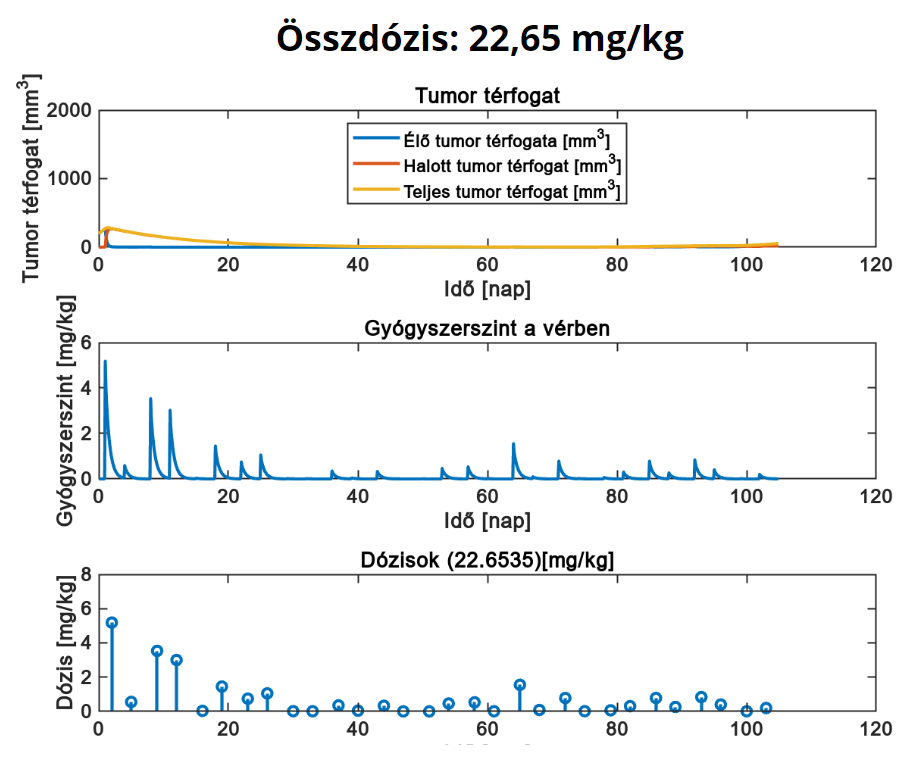 Összdózis: 22,65 mg/kg
Tumor térfogat
Tumor térfogat [mm³]
2000
1000
0
Élő tumor térfogata [mm³]
Halott tumor térfogat [mm³]
Teljes tumor térfogat [mm³]
0 20 40 60 80 100 120
Idő [nap]
Gyógyszerszint a vérben
Gyógyszerszint [mg/kg]
6
4
2
0
0 20 40 60 80 100 120
Idő [nap]
Dózisok (22.6535)[mg/kg]
Dózis [mg/kg]
8
6
4
2
0
0 20 40 60 80 100 120